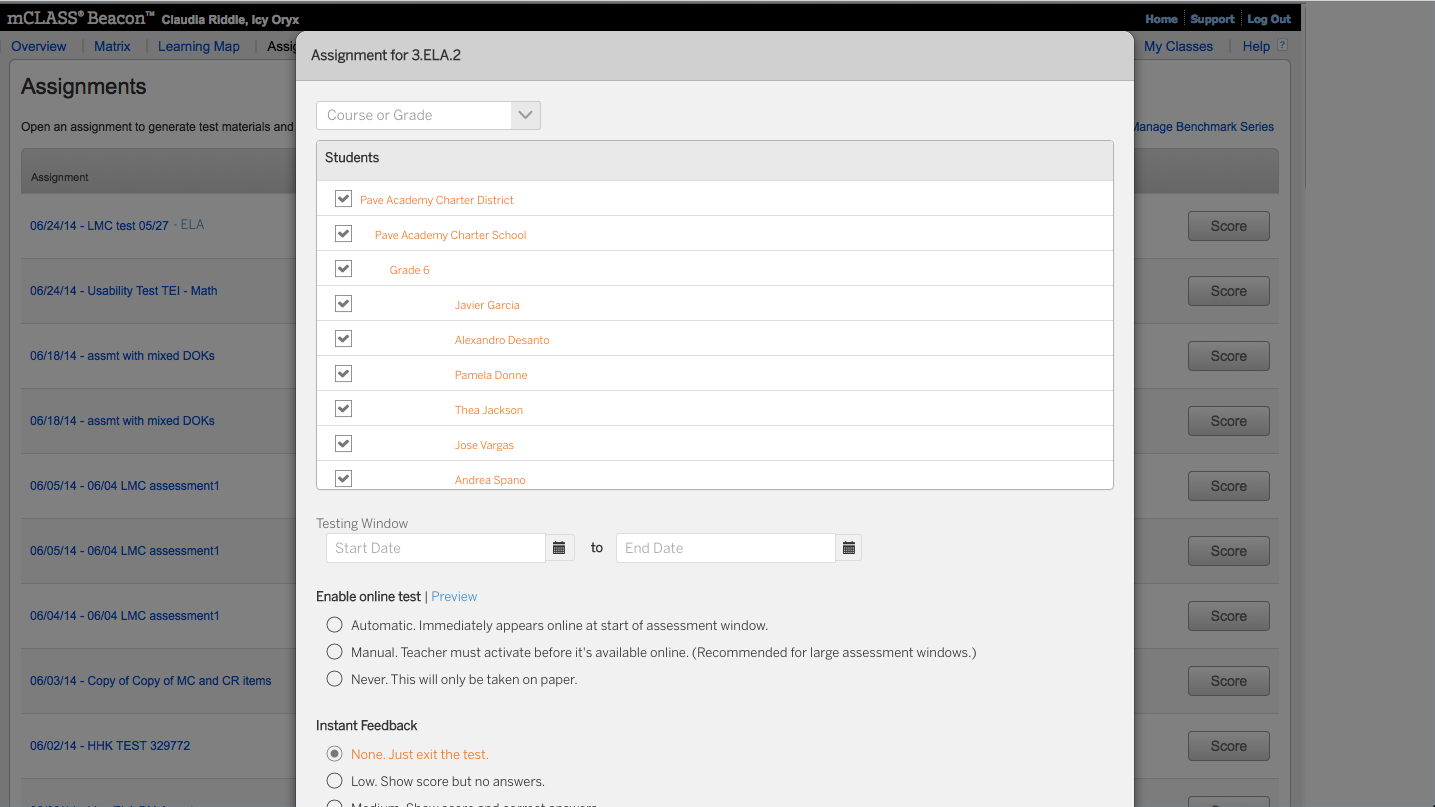 mCLASS® Beacon™ Claudia Riddle, Icy Oryx
Home Support Log Out
Overview Matrix Learning Map
My Classes Help ?
Assignment for 3.ELA.2
Assignments
Open an assignment to generate test materials and
Manage Benchmark Series
Assignment
06/24/14 - LMC test 05/27 - ELA
Score
06/24/14 - Usability Test TEI - Math
Score
06/18/14 - assmt with mixed DOKs
Score
06/18/14 - assmt with mixed DOKs
Score
06/05/14 - 06/04 LMC assessment1
Score
06/05/14 - 06/04 LMC assessment1
Score
06/04/14 - 06/04 LMC assessment1
Score
06/03/14 - Copy of Copy of MC and CR items
Score
06/02/14 - HHK TEST 329772
Score
Course or Grade
Students
Pave Academy Charter District
Pave Academy Charter School
Grade 6
Javier Garcia
Alexandro Desanto
Pamela Donne
Thea Jackson
Jose Vargas
Andrea Spano
Testing Window
Start Date to End Date
Enable online test | Preview
Automatic. Immediately appears online at start of assessment window.
Manual. Teacher must activate before it's available online. (Recommended for large assessment windows.)
Never. This will only be taken on paper.
Instant Feedback
None. Just exit the test.
Low. Show score but no answers.
Medium. Show score and correct answers.